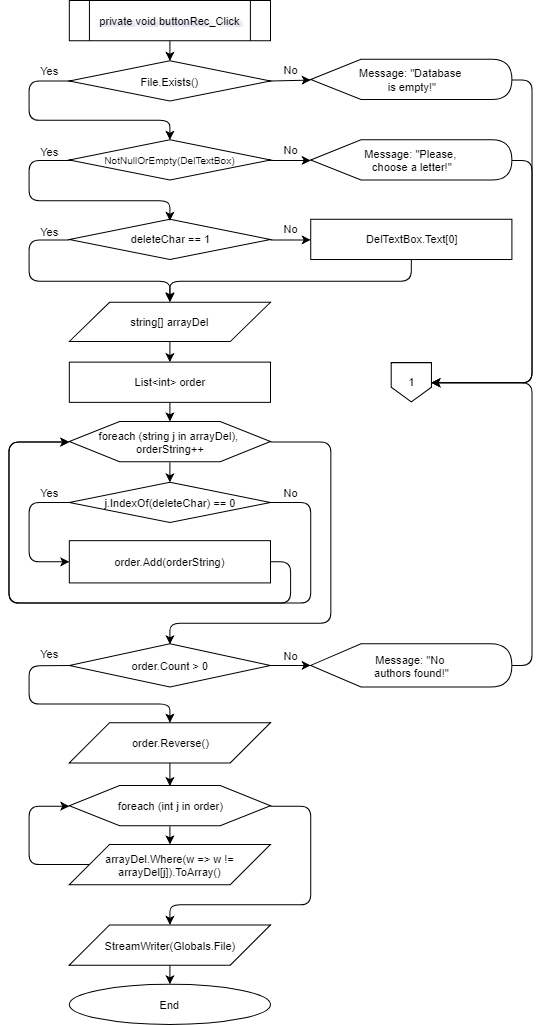 private void buttonRec_Click
Yes
File.Exists()
No
Message: "Database
is empty!"
Yes
NotNullOrEmpty(DelTextBox)
No
Message: "Please,
choose a letter!"
Yes
deleteChar == 1
No
DelTextBox.Text[0]
string[] arrayDel
List<int> order
1
foreach (string j in arrayDel),
orderString++
Yes
j.IndexOf(deleteChar) == 0
No
order.Add(orderString)
Yes
order.Count > 0
No
Message: "No
authors found!"
order.Reverse()
foreach (int j in order)
arrayDel.Where(w => w !=
arrayDel[j]).ToArray()
StreamWriter(Globals.File)
End